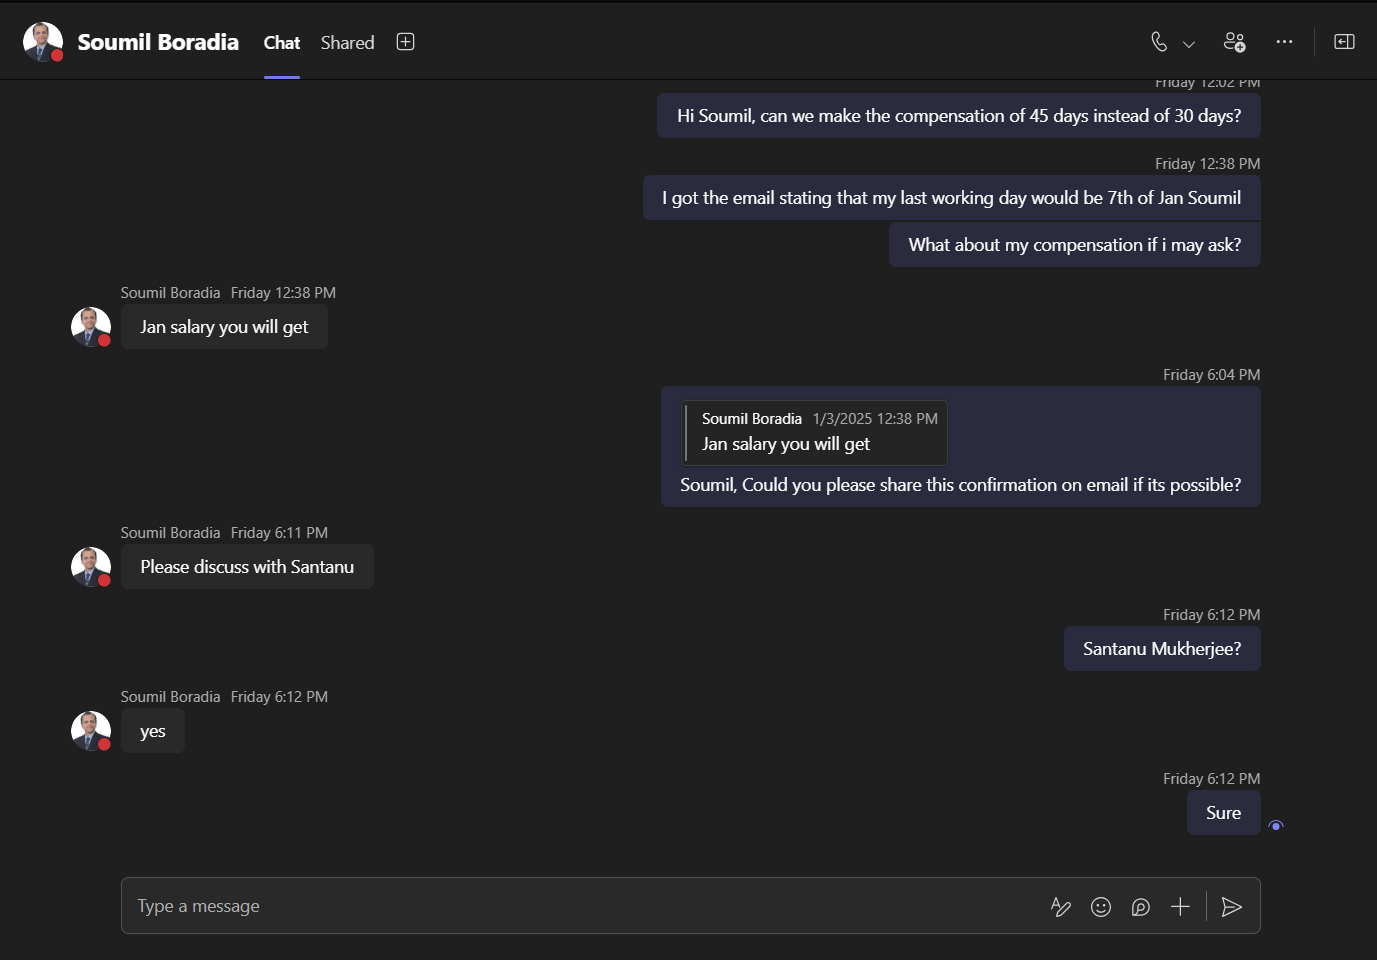 Soumil Boradia
Chat
Shared
Friday 12:02 PM
Hi Soumil, can we make the compensation of 45 days instead of 30 days?
Friday 12:38 PM
I got the email stating that my last working day would be 7th of Jan Soumil
What about my compensation if i may ask?
Soumil Boradia Friday 12:38 PM
Jan salary you will get
Friday 6:04 PM
Soumil Boradia 1/3/2025 12:38 PM
Jan salary you will get
Soumil, Could you please share this confirmation on email if its possible?
Soumil Boradia Friday 6:11 PM
Please discuss with Santanu
Friday 6:12 PM
Santanu Mukherjee?
Soumil Boradia Friday 6:12 PM
yes
Friday 6:12 PM
Sure
Type a message